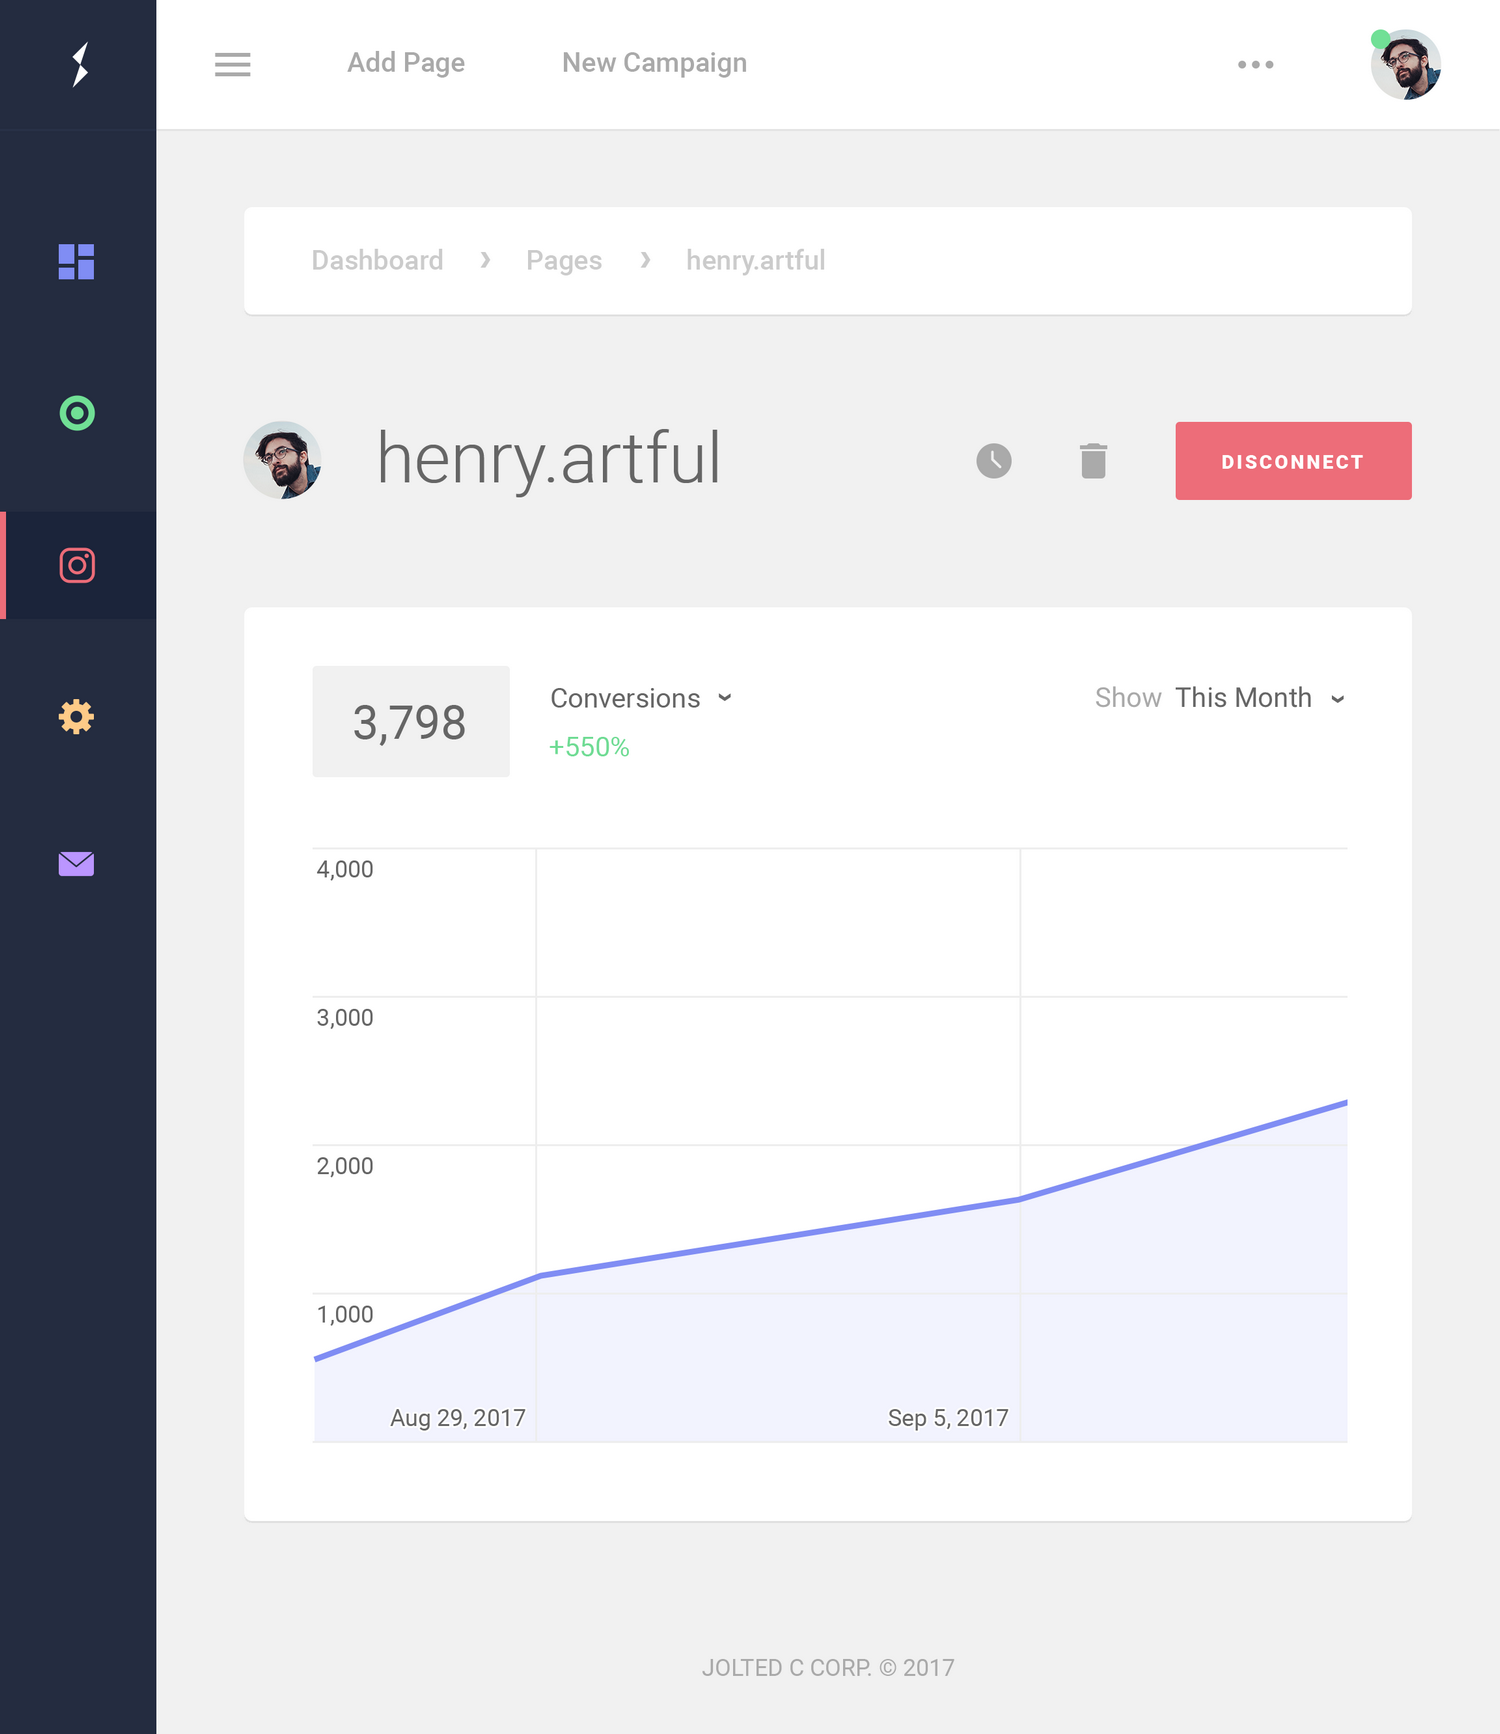 Add Page
New Campaign
Dashboard › Pages › henry.artful
henry.artful
DISCONNECT
3,798
Conversions
+550%
Show This Month
4,000
3,000
2,000
1,000
Aug 29, 2017
Sep 5, 2017
JOLTED C CORP. © 2017